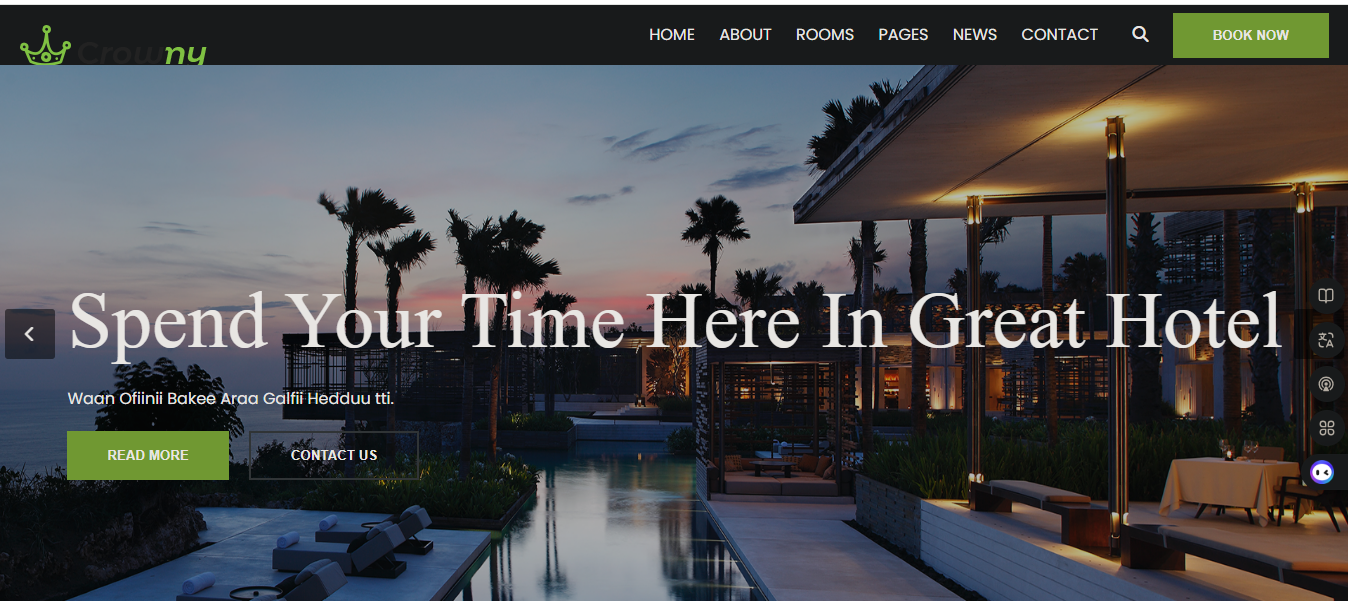 Crowny
HOME ABOUT ROOMS PAGES NEWS CONTACT BOOK NOW
Spend Your Time Here In Great Hotel
Waan Ofiinii Bakee Araa Galfii Hedduu tti.
READ MORE CONTACT US